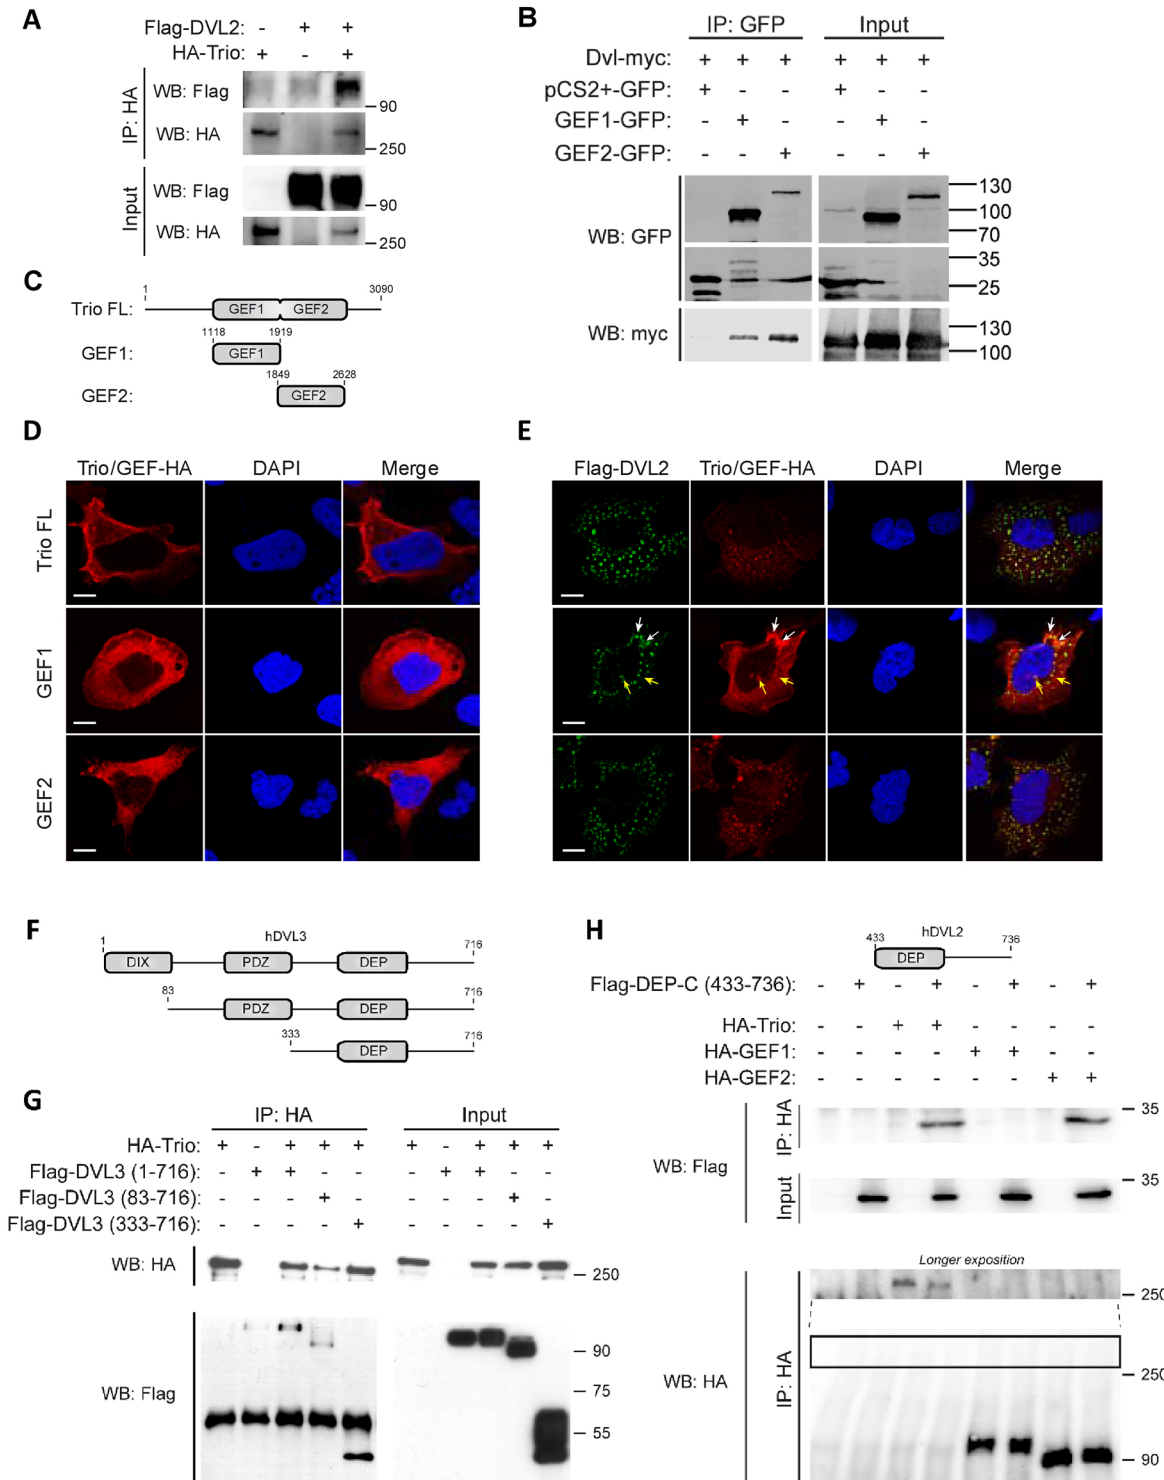 A
Flag-DVL2: - + +
HA-Trio: + - +
IP: HA
WB: Flag
90
WB: HA
250
Input
WB: Flag
90
WB: HA
250
B
IP: GFP Input
Dvl-myc: + + + + + +
pCS2+-GFP: + - - + - -
GEF1-GFP: - + - - + -
GEF2-GFP: - - + - - +
WB: GFP
130
100
70
35
25
WB: myc
130
100
C
1 3090
Trio FL: GEF1 GEF2
1118 1919
GEF1: GEF1
1849 2628
GEF2: GEF2
D
Trio/GEF-HA DAPI Merge
Trio FL
GEF1
GEF2
E
Flag-DVL2 Trio/GEF-HA DAPI Merge
F
hDVL3
1 716
DIX PDZ DEP
83 716
PDZ DEP
333 716
DEP
G
IP: HA Input
HA-Trio: + - + + + + - + + +
Flag-DVL3 (1-716): - + + - - - + + - -
Flag-DVL3 (83-716): - - - + - - - - + -
Flag-DVL3 (333-716): - - - - + - - - - +
WB: HA
250
WB: Flag
90
75
55
H
hDVL2
433 736
DEP
Flag-DEP-C (433-736): - + - + - + - +
HA-Trio: - - + + - - - -
HA-GEF1: - - - - + + - -
HA-GEF2: - - - - - - + +
WB: Flag
IP: HA
35
Input
35
Longer exposition
250
WB: HA
IP: HA
250
90